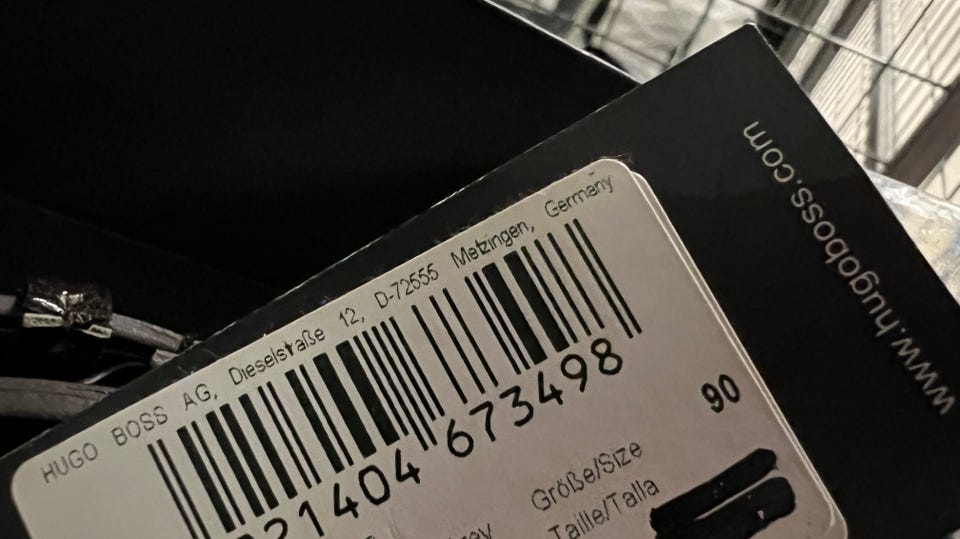 HUGO BOSS AG, Dieselstraße 12, D-72555 Metzingen, Germany
21404 673498
Größe/Size
90
Taille/Talla
www.hugoboss.com